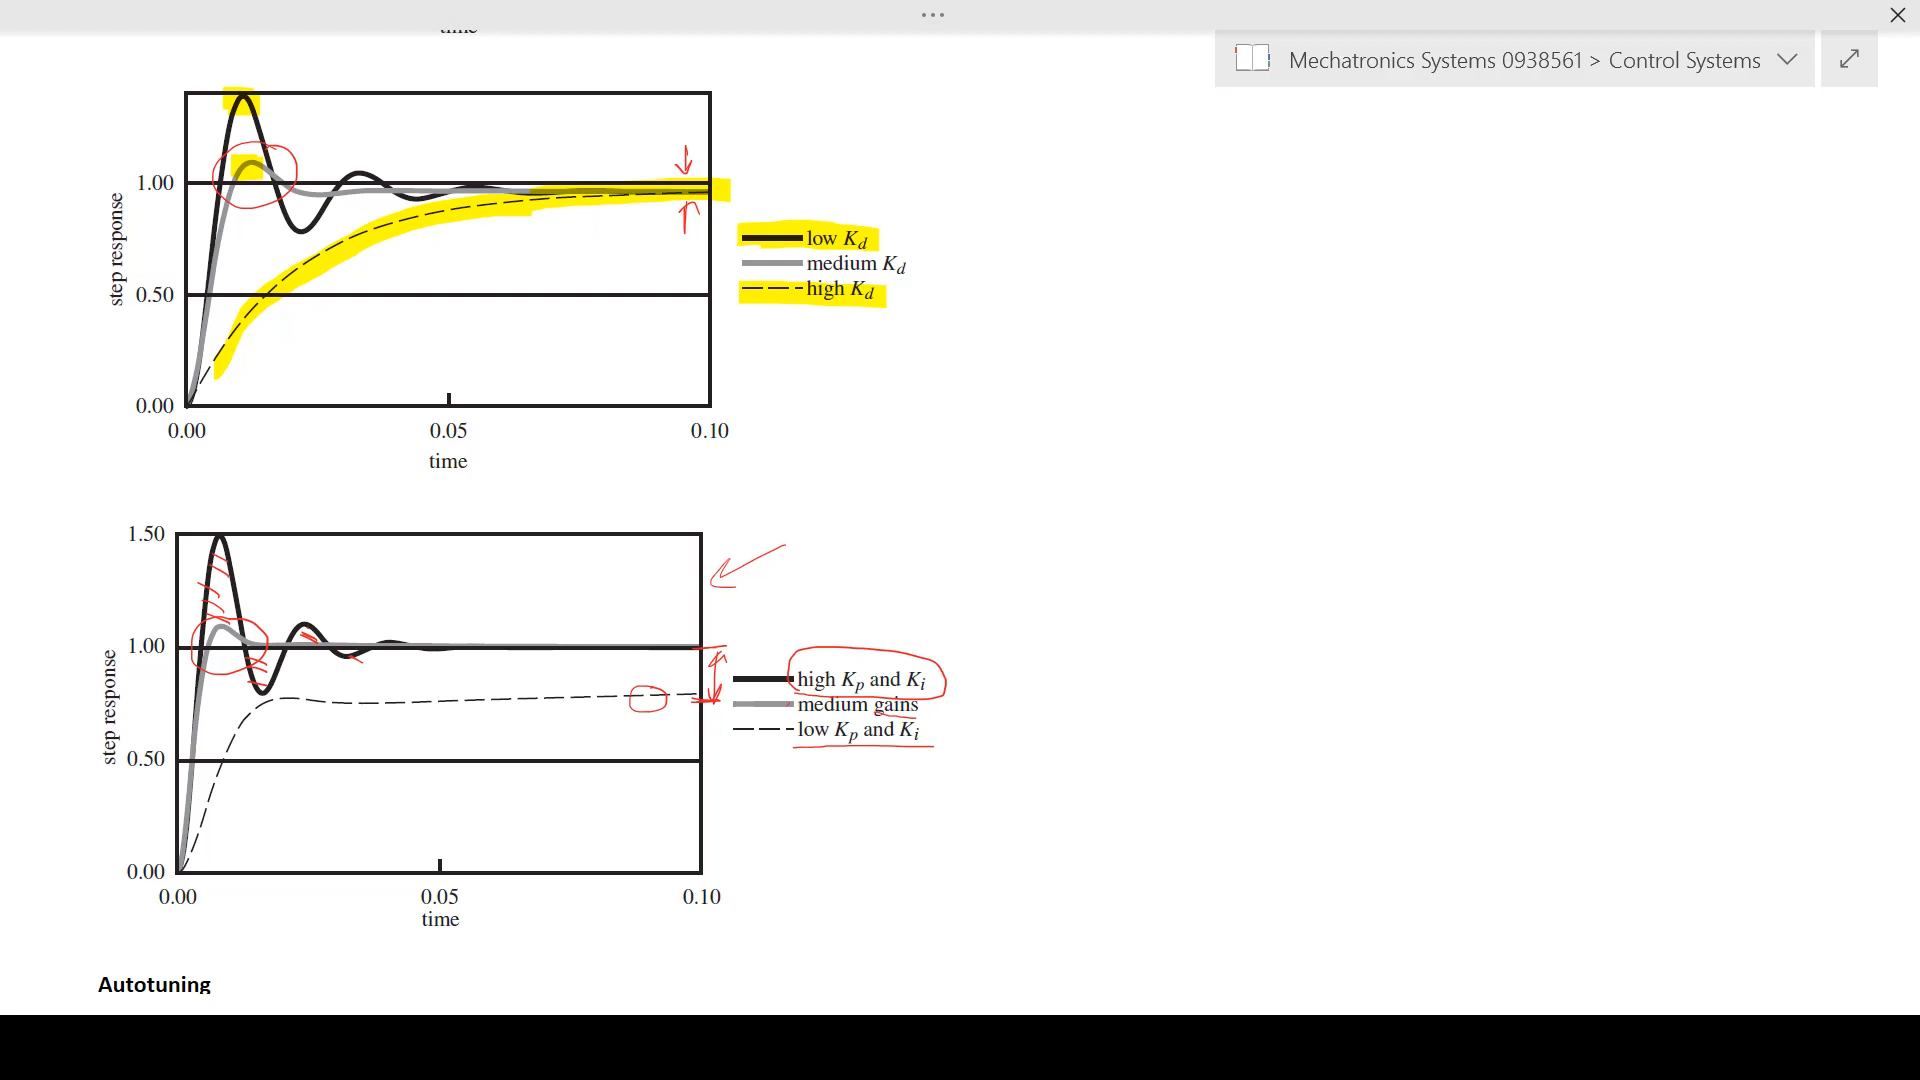 time
Mechatronics Systems 0938561 > Control Systems
1.00
0.50
0.00
step response
0.00 0.05 0.10
time
low Kd
medium Kd
high Kd
1.50
1.00
0.50
0.00
step response
0.00 0.05 0.10
time
high Kp and Ki
medium gains
low Kp and Ki
Autotuning